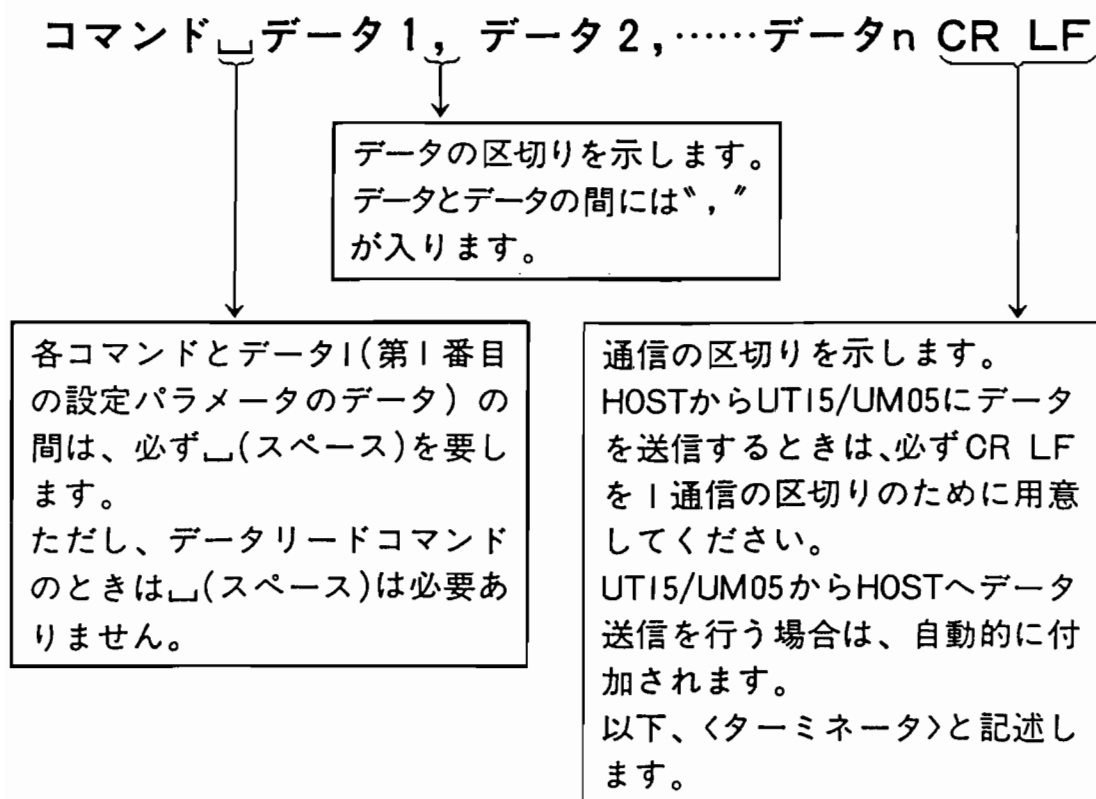 コマンド␣データ1, データ2,……データn CR LF
データの区切りを示します。
データとデータの間には〝,〞
が入ります。
各コマンドとデータ1(第1番目
の設定パラメータのデータ)の
間は、必ず␣(スペース)を要し
ます。
ただし、データリードコマンド
のときは␣(スペース)は必要あ
りません。
通信の区切りを示します。
HOSTからUT15/UM05にデータ
を送信するときは、必ずCR LF
を1通信の区切りのために用意
してください。
UT15/UM05からHOSTへデータ
送信を行う場合は、自動的に付
加されます。
以下、〈ターミネータ〉と記述し
ます。